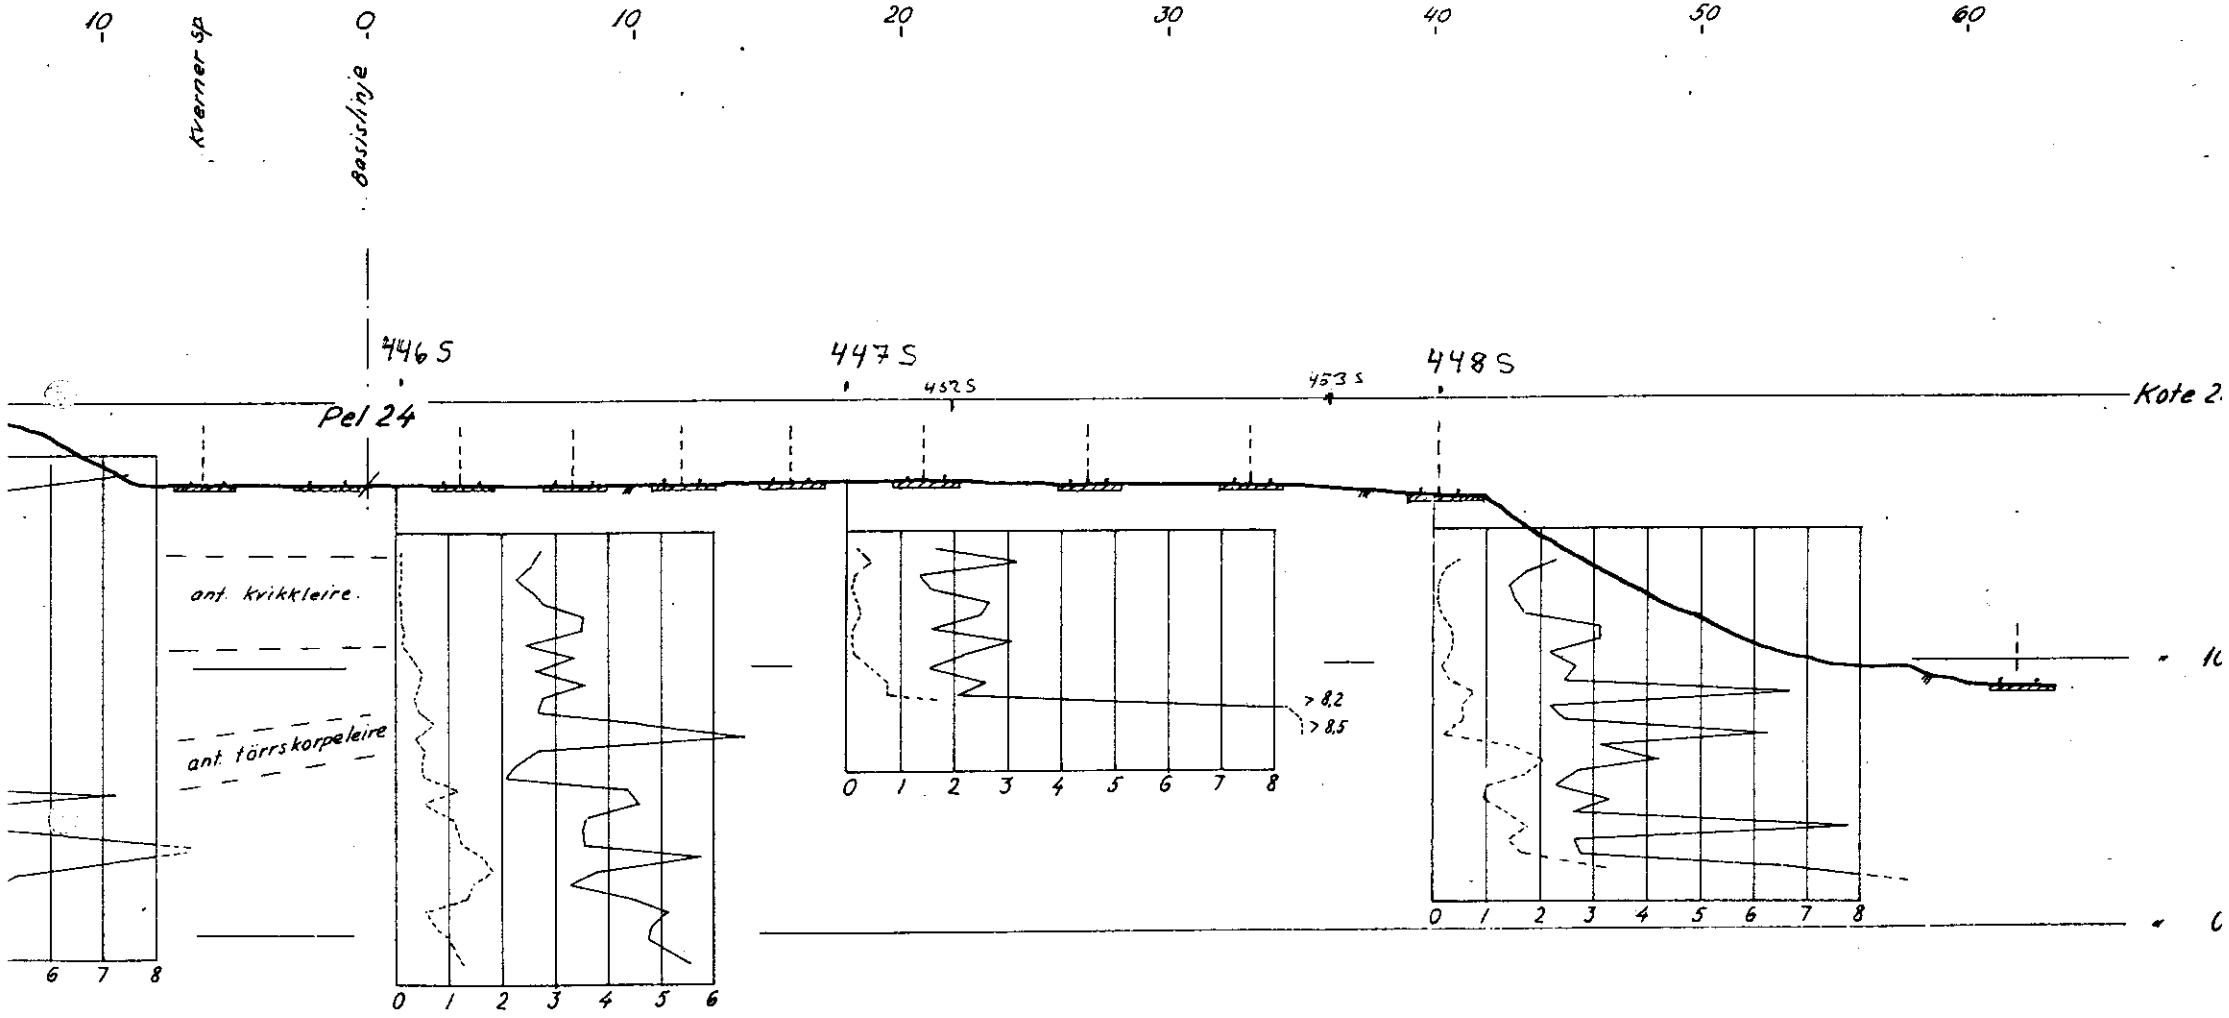 10 0 10 20 30 40 50 60
Kverner sp
Basislinje
446 S 447 S 448 S
452 S 453 S
Kote 2
Pel 24
ant. kvikkleire.
" 10
> 8,2
> 8,5
ant. törrskorpeleire
0 1 2 3 4 5 6 7 8
0 1 2 3 4 5 6 7 8
" 0
6 7 8
0 1 2 3 4 5 6